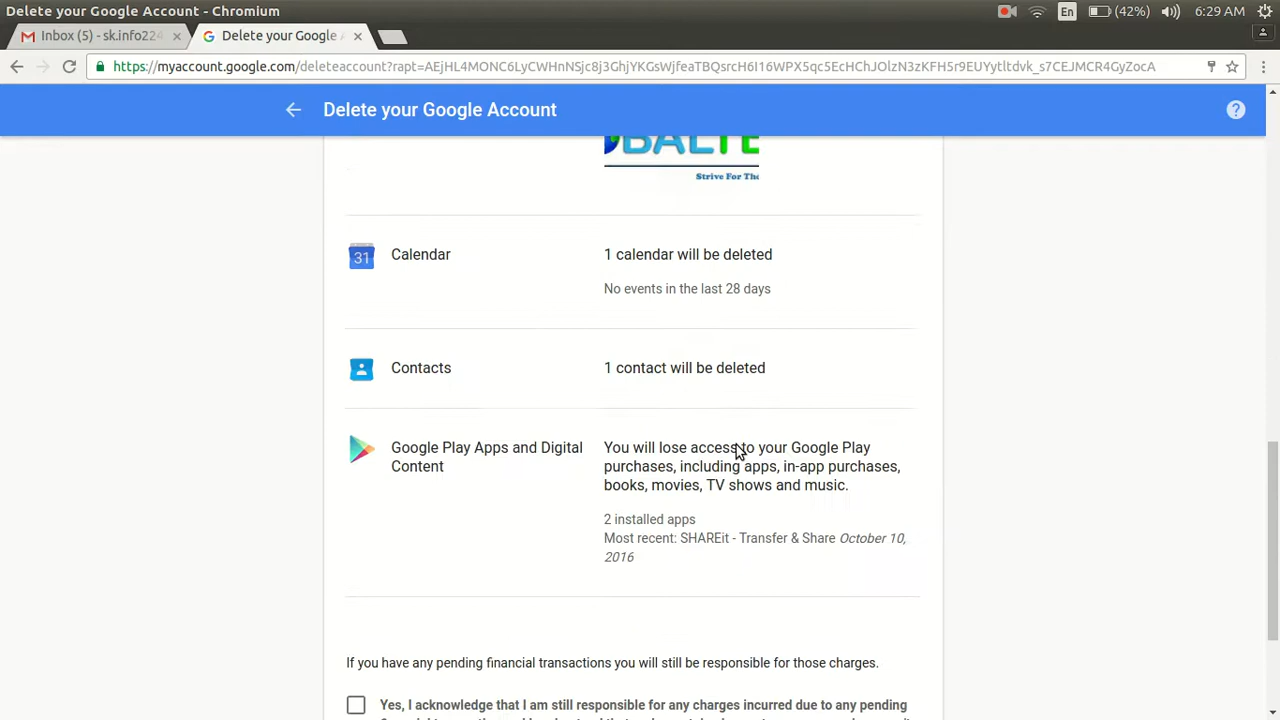 Delete your Google Account - Chromium
En
(42%)
6:29 AM
Inbox (5) - sk.info224
Delete your Google A
https://myaccount.google.com/deleteaccount?rapt=AEjHL4MONC6LyCWHnNSjc8j3GhjYKGsWjfeaTBQsrcH6I16WPX5qc5EcHChJOlzN3zKFH5r9EUYytltdvk_s7CEJMCR4GyZocA
Delete your Google Account
BALTE
Strive For The
31
Calendar
1 calendar will be deleted
No events in the last 28 days
Contacts
1 contact will be deleted
Google Play Apps and Digital
Content
You will lose access to your Google Play
purchases, including apps, in-app purchases,
books, movies, TV shows and music.
2 installed apps
Most recent: SHAREit - Transfer & Share October 10,
2016
If you have any pending financial transactions you will still be responsible for those charges.
Yes, I acknowledge that I am still responsible for any charges incurred due to any pending